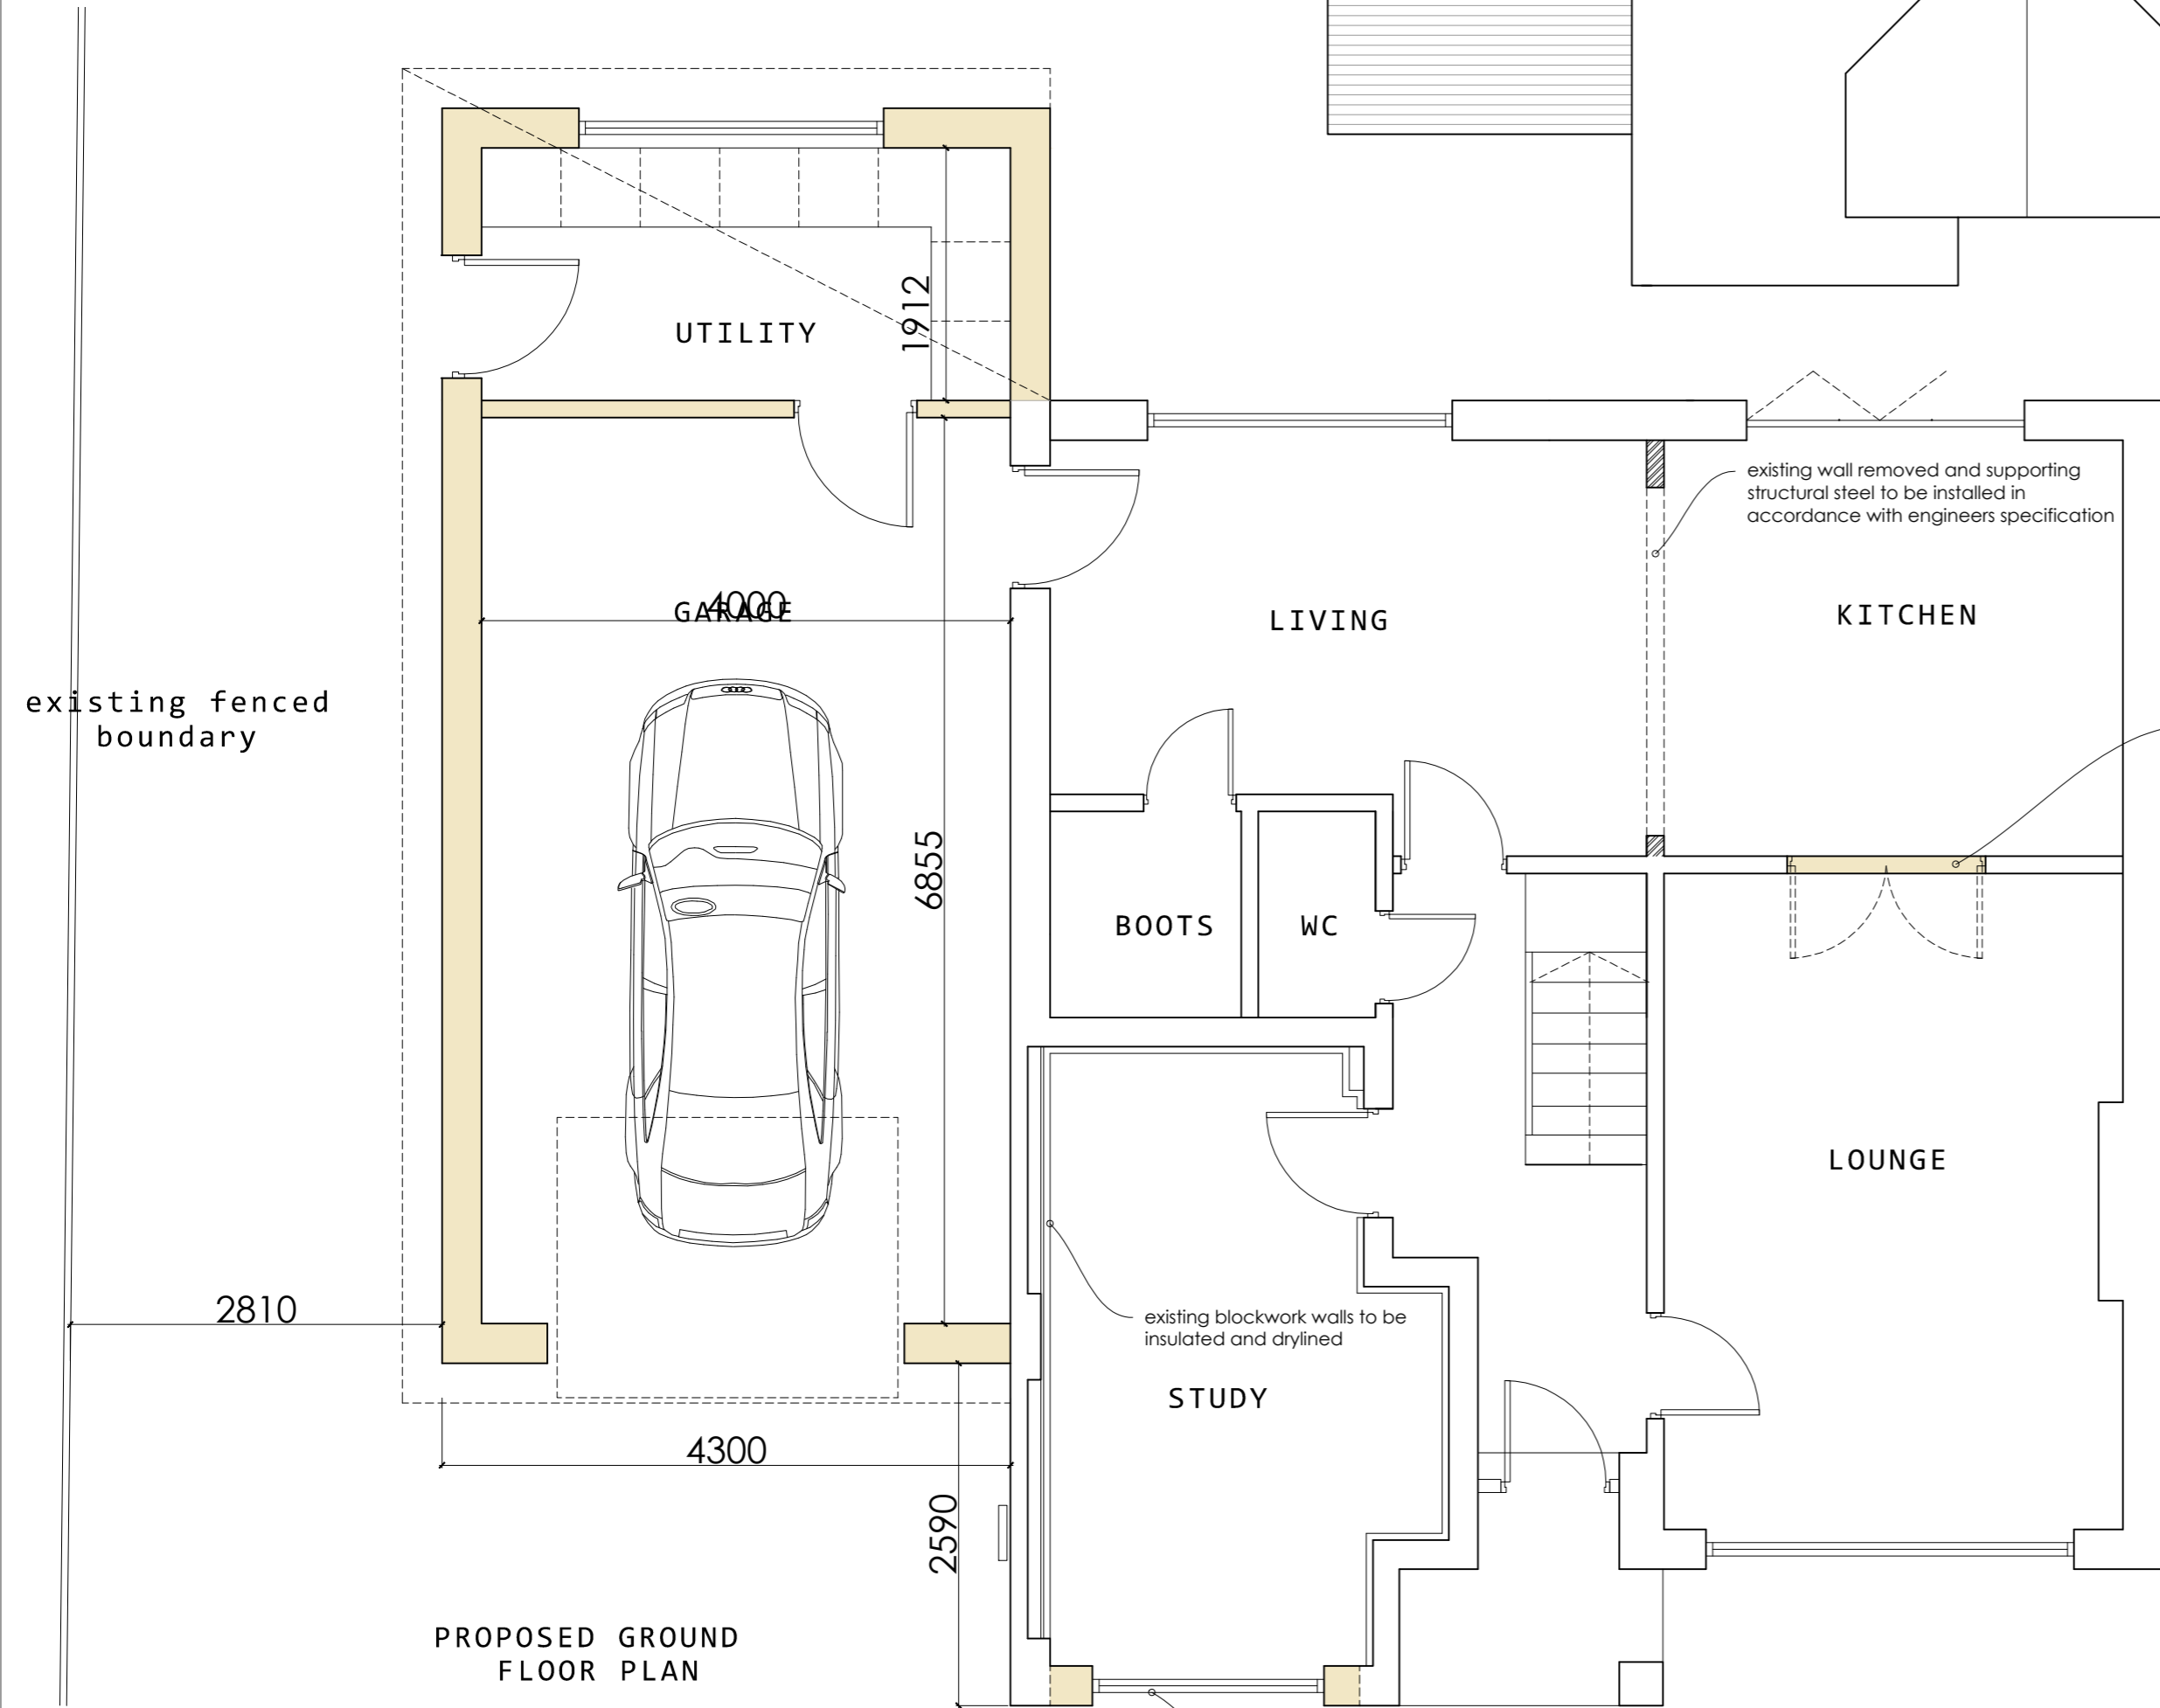 UTILITY
1912
existing wall removed and supporting
structural steel to be installed in
accordance with engineers specification
GARAGE
4000
LIVING
KITCHEN
existing fenced
boundary
6855
BOOTS
WC
LOUNGE
2810
existing blockwork walls to be
insulated and drylined
STUDY
4300
2590
PROPOSED GROUND
FLOOR PLAN